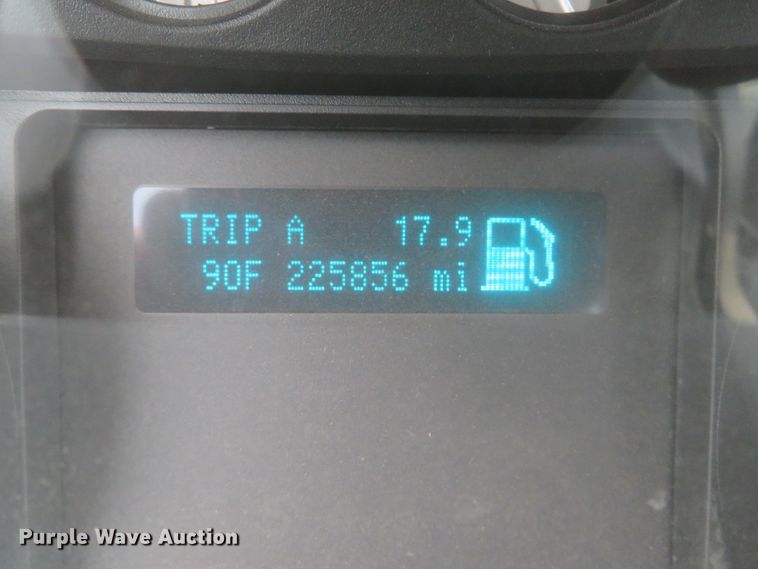 TRIP A 17.9
90F 225856 mi
Purple Wave Auction